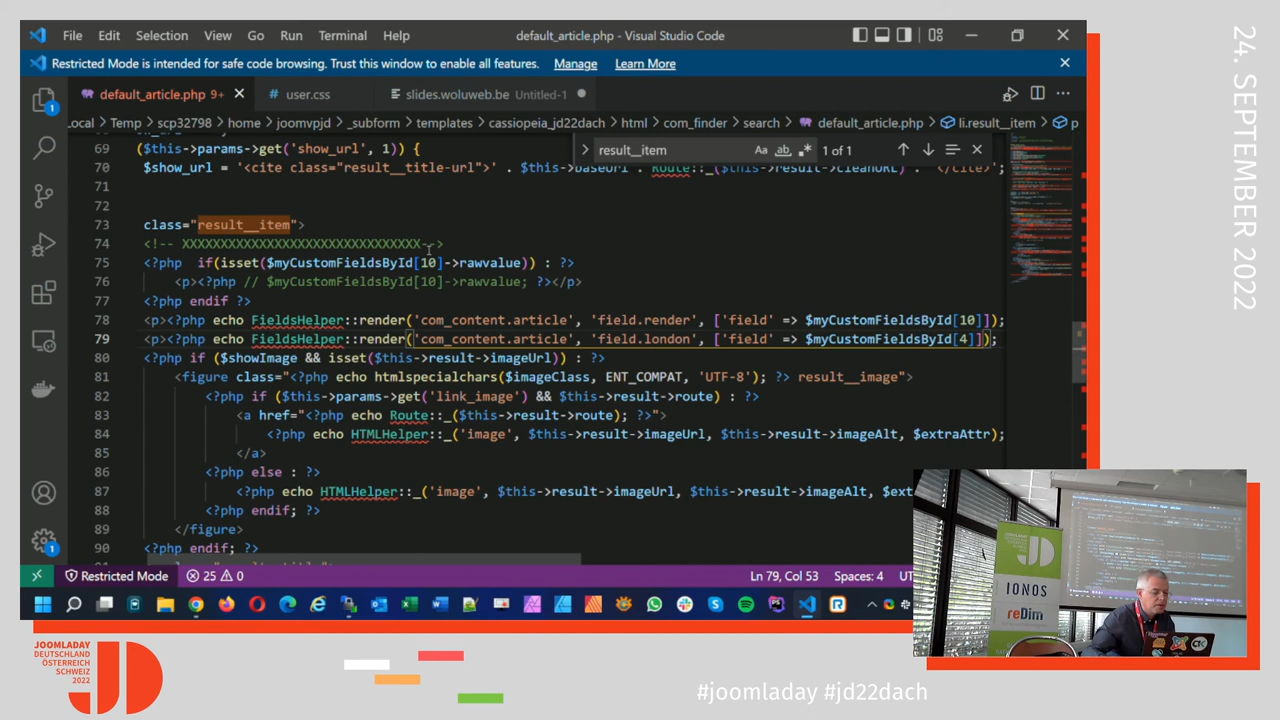 File Edit Selection View Go Run Terminal Help default_article.php - Visual Studio Code
Restricted Mode is intended for safe code browsing. Trust this window to enable all features. Manage Learn More
default_article.php 9+ user.css slides.woluweb.be Untitled-1
.ocal > Temp > scp32798 > home > joomvpjd > _subform > templates > cassiopeia_jd22dach > html > com_finder > search > default_article.php > li.result__item > p
result__item Aa ab 1 of 1
69 ($this->params->get('show_url', 1)) {
70 $show_url = '<cite class="result__title-url">' . $this->baseUrl . Route::_($this->result->cleanURL) . '</cite>';
71
72
73 class="result__item">
74 <!-- XXXXXXXXXXXXXXXXXXXXXXXXXXXXXXX-->
75 <?php if(isset($myCustomFieldsById[10]->rawvalue)) : ?>
76 <p><?php // $myCustomFieldsById[10]->rawvalue; ?></p>
77 <?php endif ?>
78 <p><?php echo FieldsHelper::render('com_content.article', 'field.render', ['field' => $myCustomFieldsById[10]]);
79 <p><?php echo FieldsHelper::render('com_content.article', 'field.london', ['field' => $myCustomFieldsById[4]]);
80 <?php if ($showImage && isset($this->result->imageUrl)) : ?>
81 <figure class="<?php echo htmlspecialchars($imageClass, ENT_COMPAT, 'UTF-8'); ?> result__image">
82 <?php if ($this->params->get('link_image') && $this->result->route) : ?>
83 <a href="<?php echo Route::_($this->result->route); ?>">
84 <?php echo HTMLHelper::_('image', $this->result->imageUrl, $this->result->imageAlt, $extraAttr);
85 </a>
86 <?php else : ?>
87 <?php echo HTMLHelper::_('image', $this->result->imageUrl, $this->result->imageAlt, $ext
88 <?php endif; ?>
89 </figure>
90 <?php endif; ?>
Restricted Mode 25 0 Ln 79, Col 53 Spaces: 4 UT
24. SEPTEMBER 2022
JD
IONOS
reDim
JOOMLADAY
DEUTSCHLAND
ÖSTERREICH
SCHWEIZ
2022
JD
#joomladay #jd22dach